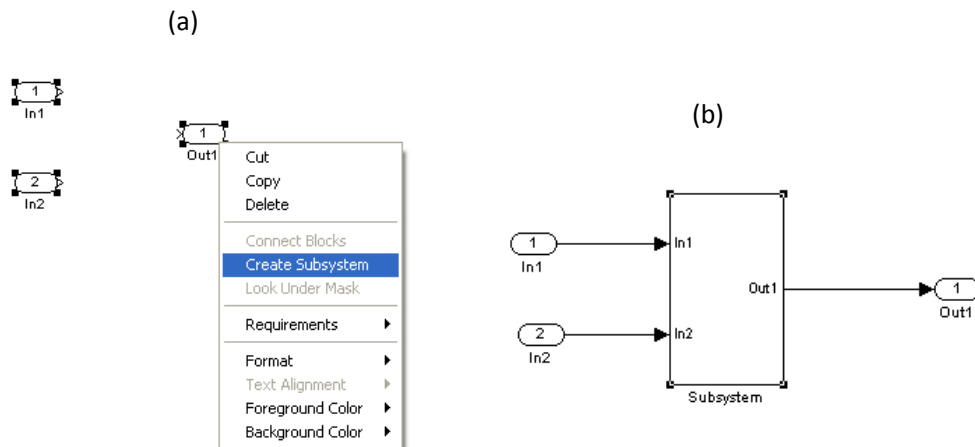 (a)
1
In1
2
In2
1
Out1
Cut
Copy
Delete
Connect Blocks
Create Subsystem
Look Under Mask
Requirements
Format
Text Alignment
Foreground Color
Background Color
(b)
1
In1
2
In2
In1
In2
Out1
Subsystem
1
Out1